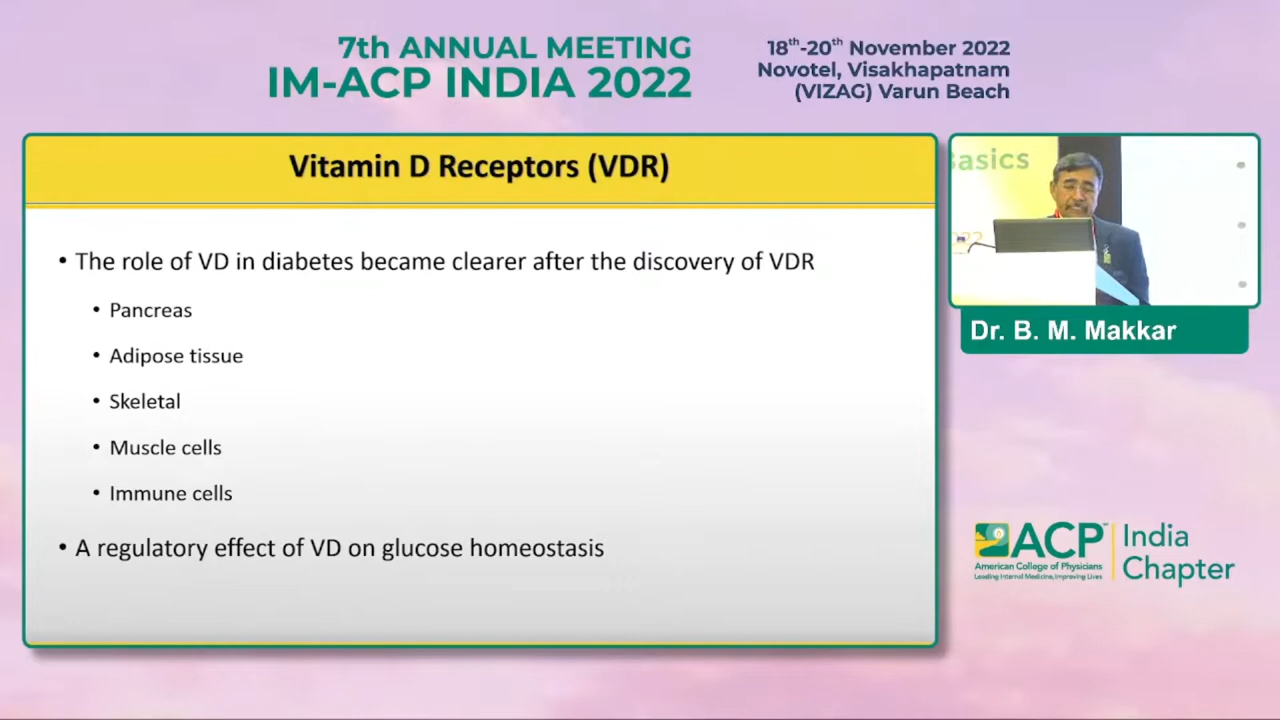 7th ANNUAL MEETING
IM-ACP INDIA 2022
18th-20th November 2022
Novotel, Visakhapatnam
(VIZAG) Varun Beach
Vitamin D Receptors (VDR)
• The role of VD in diabetes became clearer after the discovery of VDR
• Pancreas
• Adipose tissue
• Skeletal
• Muscle cells
• Immune cells
• A regulatory effect of VD on glucose homeostasis
asics
Dr. B. M. Makkar
ACP™
American College of Physicians
Leading Internal Medicine, Improving Lives
India
Chapter